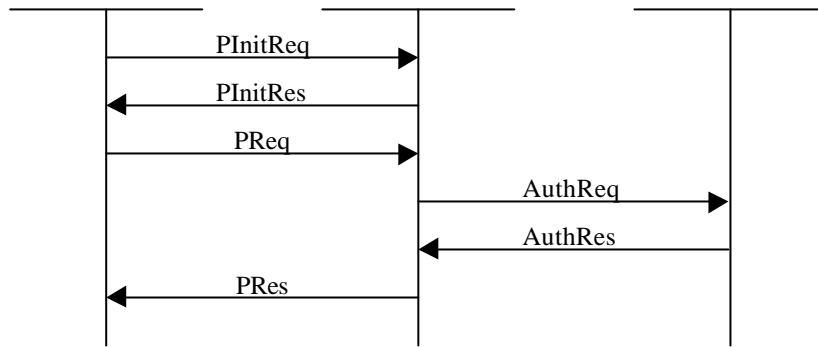 PInitReq
PInitRes
PReq
AuthReq
AuthRes
PRes